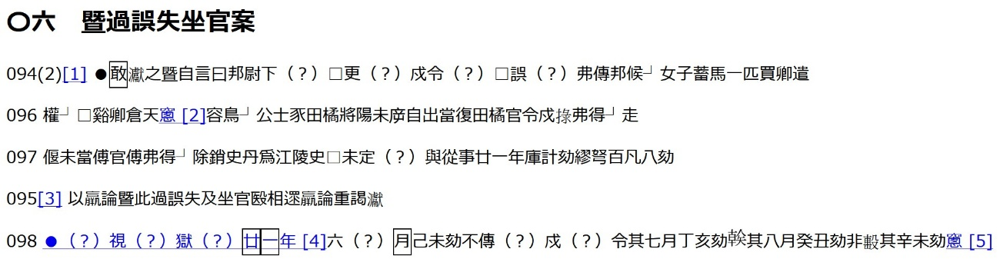 〇六　暨過誤失坐官案
094(2)[1] ●敢讞之暨自言曰邦尉下（？）□更（？）戍令（？）□誤（？）弗傳邦候┘女子蓄馬一匹買卿遣
096 權┘□谿卿倉天窻 [2]容鳥┘公士豕田橘將陽未㡿自出當復田橘官令戍掾弗得┘走
097 偃未當傅官傅弗得┘除銷史丹爲江陵史□未定（？）與從事廿一年庫計劾繆弩百凡八劾
095[3] 以羸論暨此過誤失及坐官殹相遝羸論重謁讞
098 ●（？）視（？）獄（？）廿一年 [4]六（？）月己未劾不傳（？）戍（？）令其七月丁亥劾𠏉其八月癸丑劾非毄其辛未劾窻 [5]